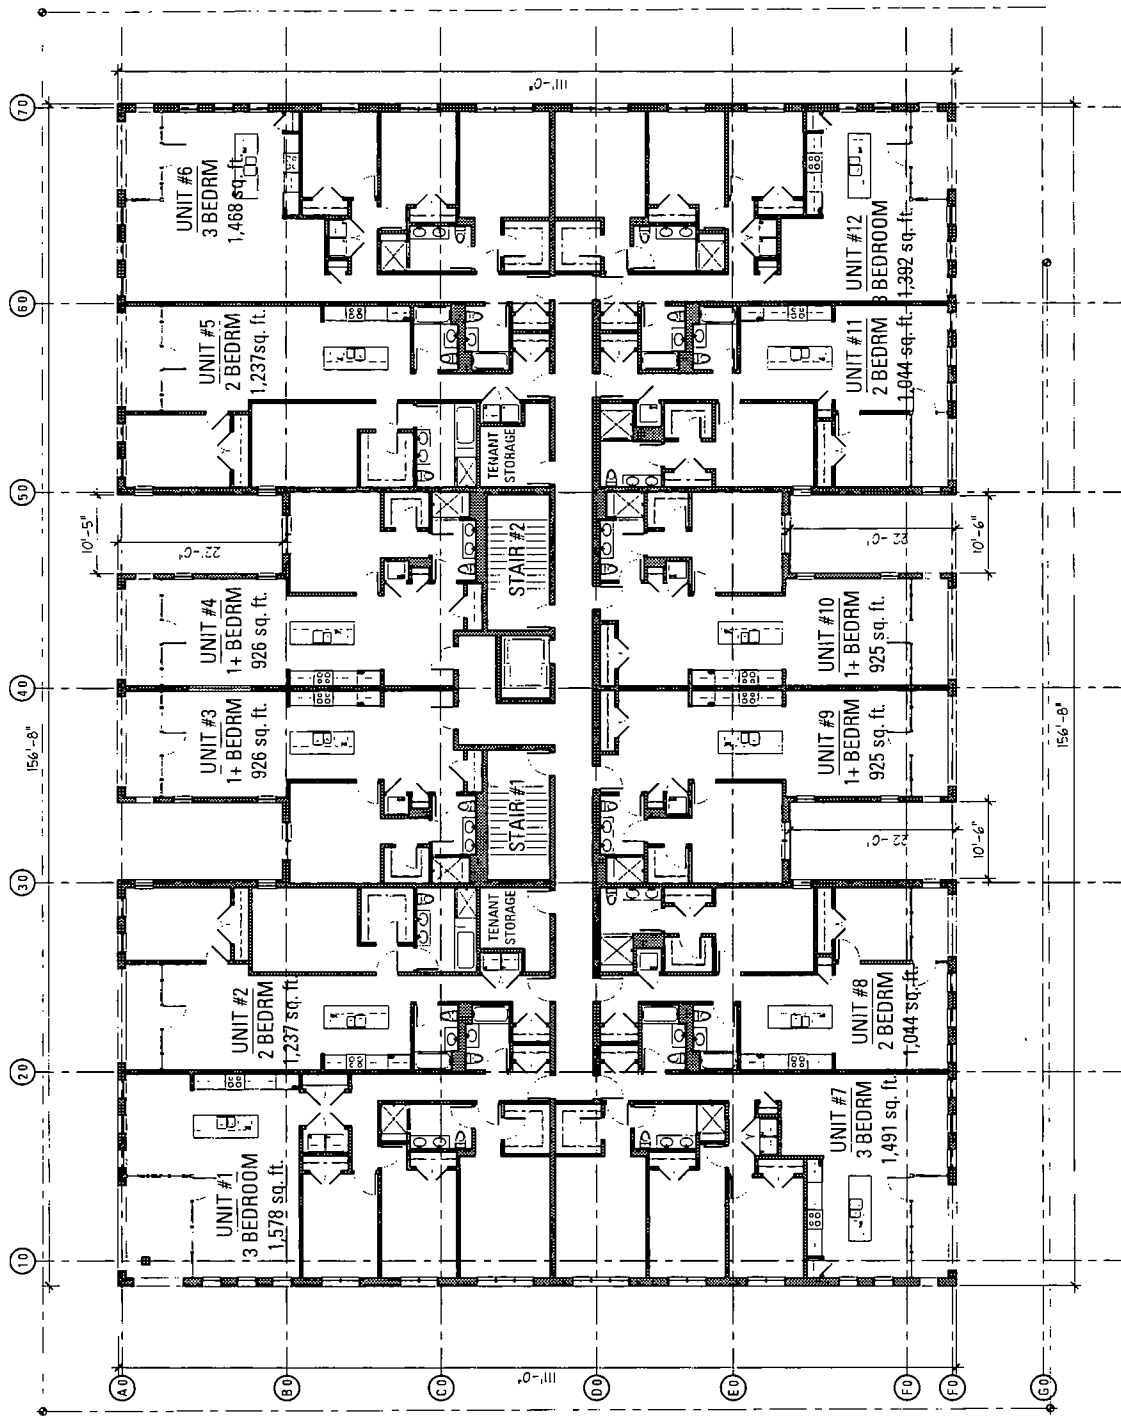 111'-0"
70
60
50
40
30
20
10
UNIT #6
3 BEDRM
1,468 sq. ft.
UNIT #12
3 BEDROOM
1,392 sq. ft.
UNIT #5
2 BEDRM
1,237sq. ft.
UNIT #11
2 BEDRM
1,044 sq. ft.
TENANT
STORAGE
10'-5"
22'-0"
STAIR #2
22'-0"
10'-6"
UNIT #4
1+ BEDRM
926 sq. ft.
UNIT #10
1+ BEDRM
925 sq. ft.
156'-8"
UNIT #3
1+ BEDRM
926 sq. ft.
UNIT #9
1+ BEDRM
925 sq. ft.
156'-8"
STAIR #1
22'-0"
10'-6"
TENANT
STORAGE
UNIT #2
2 BEDRM
1,237 sq. ft.
UNIT #8
2 BEDRM
1,044 sq. ft.
UNIT #1
3 BEDROOM
1,578 sq. ft.
UNIT #7
3 BEDRM
1,491 sq. ft.
111'-0"
A0
B0
C0
D0
E0
F0
F0
G0